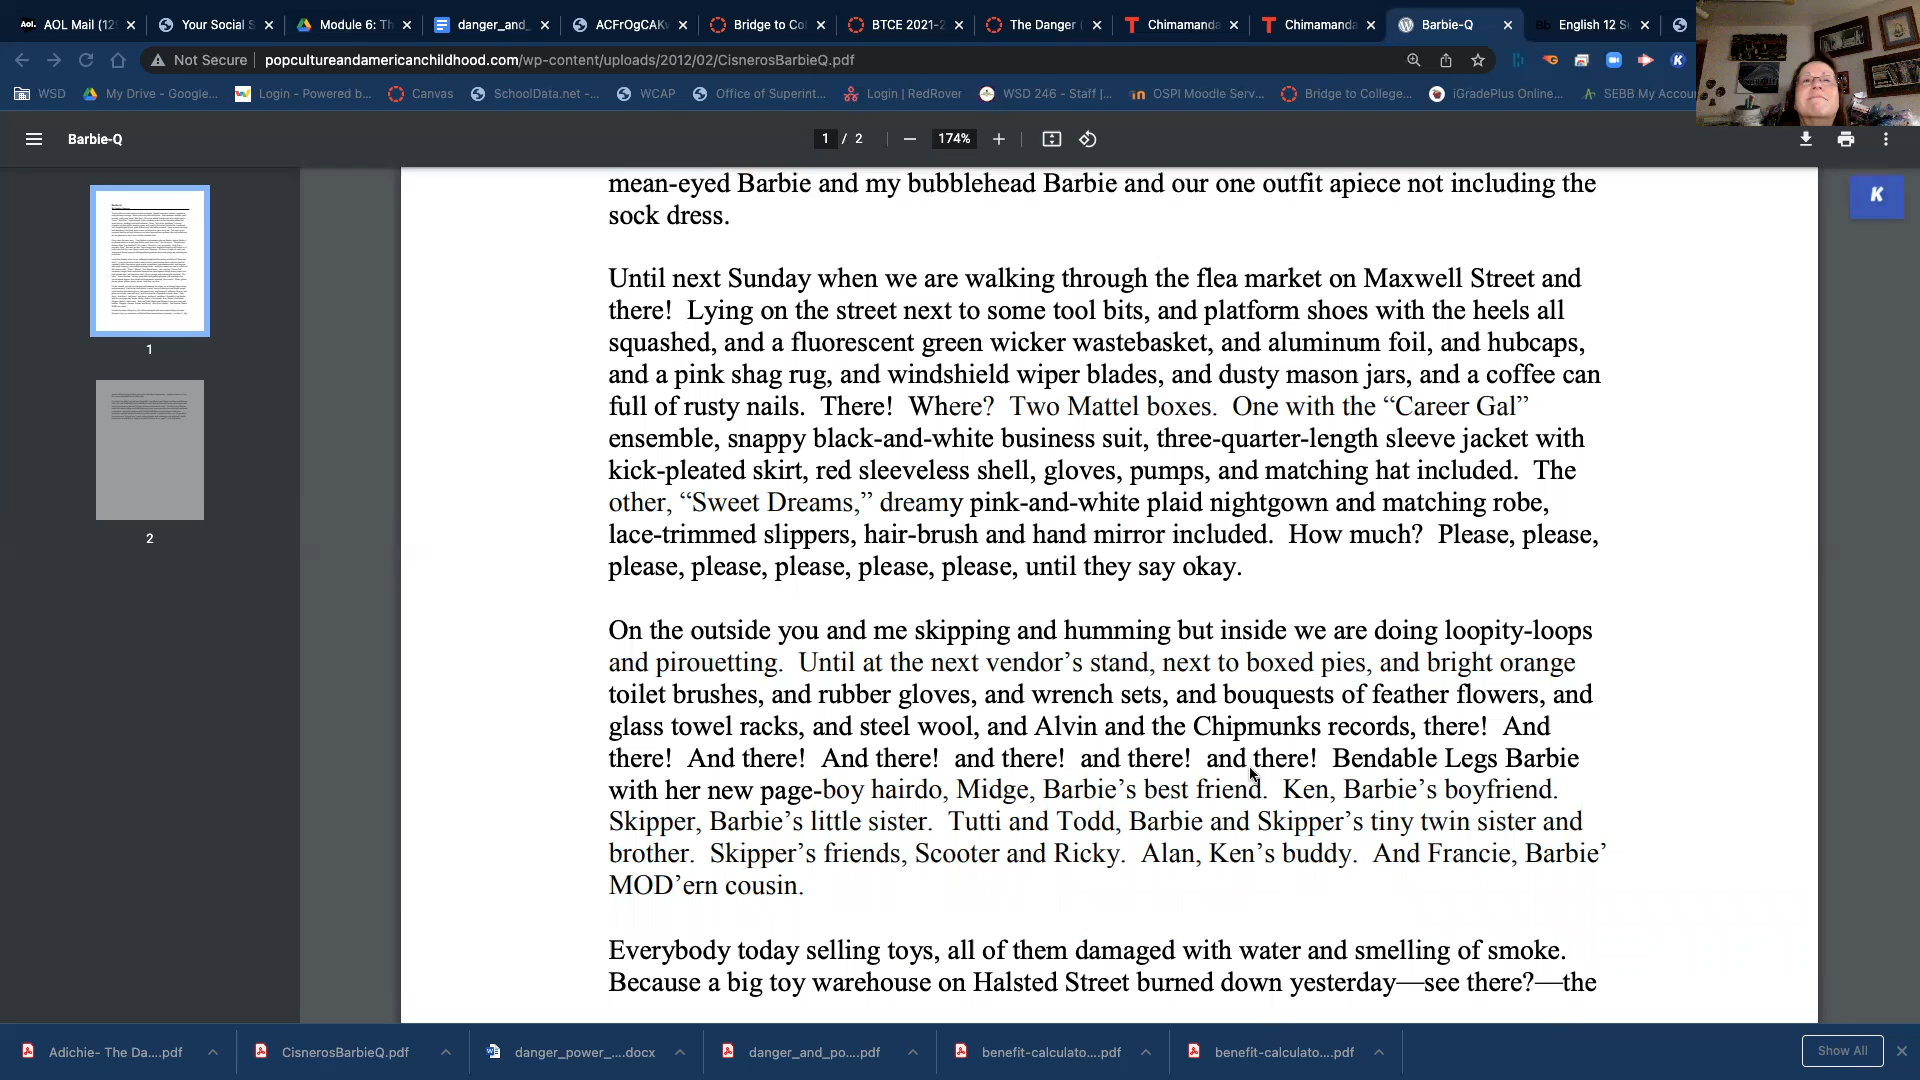 AOL Mail (12
Your Social S
Module 6: Th
danger_and_
ACFrOgCAK
Bridge to Col
BTCE 2021-2
The Danger
Chimamanda
Chimamanda
Barbie-Q
English 12 S
Not Secure | popcultureandamericanchildhood.com/wp-content/uploads/2012/02/CisnerosBarbieQ.pdf
WSD
My Drive - Google...
Login - Powered b...
Canvas
SchoolData.net -...
WCAP
Office of Superint...
Login | RedRover
WSD 246 - Staff |...
OSPI Moodle Serv...
Bridge to College...
iGradePlus Online...
SEBB My Accou
Barbie-Q
1 / 2
174%
K
1
2
mean-eyed Barbie and my bubblehead Barbie and our one outfit apiece not including the
sock dress.
Until next Sunday when we are walking through the flea market on Maxwell Street and
there! Lying on the street next to some tool bits, and platform shoes with the heels all
squashed, and a fluorescent green wicker wastebasket, and aluminum foil, and hubcaps,
and a pink shag rug, and windshield wiper blades, and dusty mason jars, and a coffee can
full of rusty nails. There! Where? Two Mattel boxes. One with the “Career Gal”
ensemble, snappy black-and-white business suit, three-quarter-length sleeve jacket with
kick-pleated skirt, red sleeveless shell, gloves, pumps, and matching hat included. The
other, “Sweet Dreams,” dreamy pink-and-white plaid nightgown and matching robe,
lace-trimmed slippers, hair-brush and hand mirror included. How much? Please, please,
please, please, please, please, please, until they say okay.
On the outside you and me skipping and humming but inside we are doing loopity-loops
and pirouetting. Until at the next vendor’s stand, next to boxed pies, and bright orange
toilet brushes, and rubber gloves, and wrench sets, and bouquests of feather flowers, and
glass towel racks, and steel wool, and Alvin and the Chipmunks records, there! And
there! And there! And there! and there! and there! and there! Bendable Legs Barbie
with her new page-boy hairdo, Midge, Barbie’s best friend. Ken, Barbie’s boyfriend.
Skipper, Barbie’s little sister. Tutti and Todd, Barbie and Skipper’s tiny twin sister and
brother. Skipper’s friends, Scooter and Ricky. Alan, Ken’s buddy. And Francie, Barbie’
MOD’ern cousin.
Everybody today selling toys, all of them damaged with water and smelling of smoke.
Because a big toy warehouse on Halsted Street burned down yesterday—see there?—the
Adichie- The Da....pdf
CisnerosBarbieQ.pdf
danger_power_....docx
danger_and_po....pdf
benefit-calculato....pdf
benefit-calculato....pdf
Show All